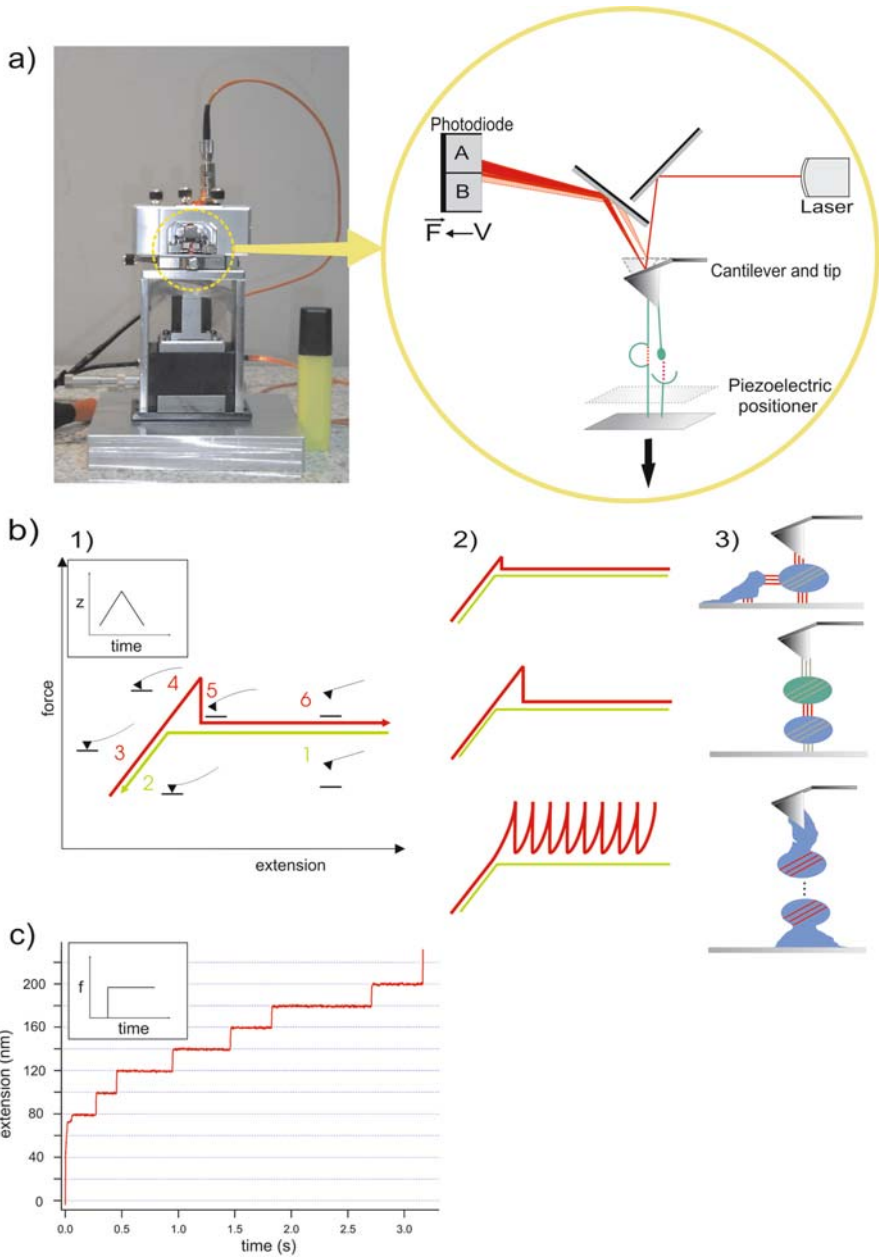 a)
Photodiode
A
B
F V
Laser
Cantilever and tip
Piezoelectric
positioner
b)
1)
z
time
force
4
5
6
3
2
1
extension
2)
3)
c)
f
time
extension (nm)
200
160
120
80
40
0
0.0 0.5 1.0 1.5 2.0 2.5 3.0
time (s)